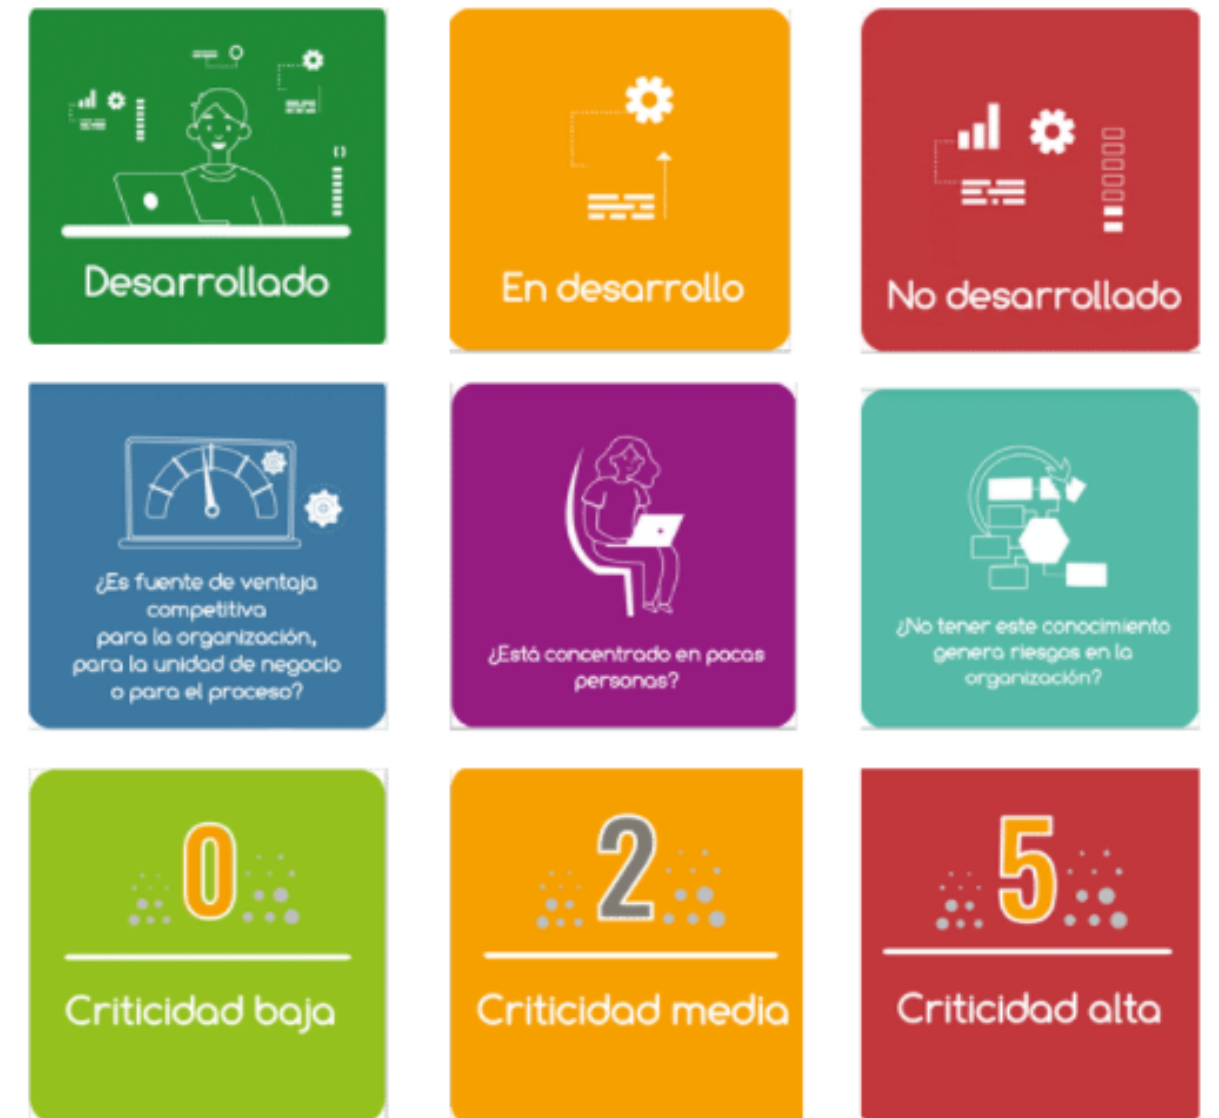 Desarrollado
En desarrollo
No desarrollado
¿Es fuente de ventaja
competitiva
para la organización,
para la unidad de negocio
o para el proceso?
¿Está concentrado en pocas
personas?
¿No tener este conocimiento
genera riesgos en la
organización?
0
Criticidad baja
2
Criticidad media
5
Criticidad alta